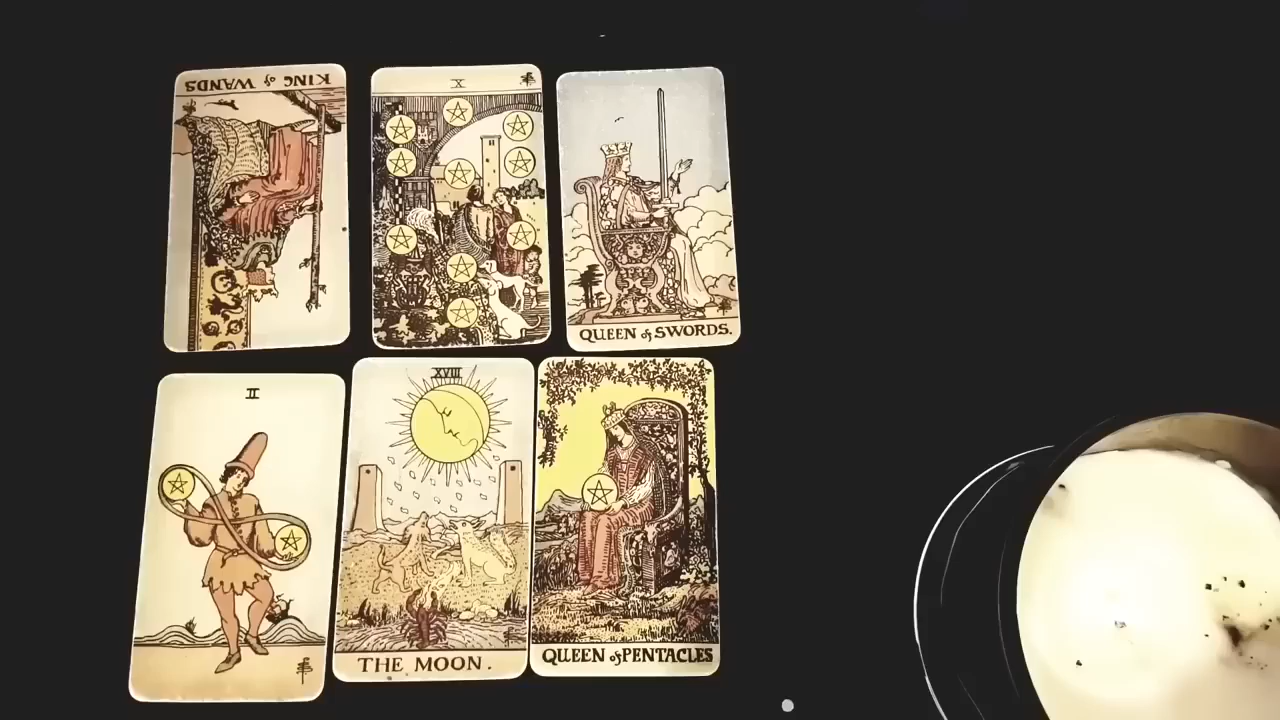 KING of WANDS
X
QUEEN of SWORDS.
II
XVIII
THE MOON.
QUEEN of PENTACLES